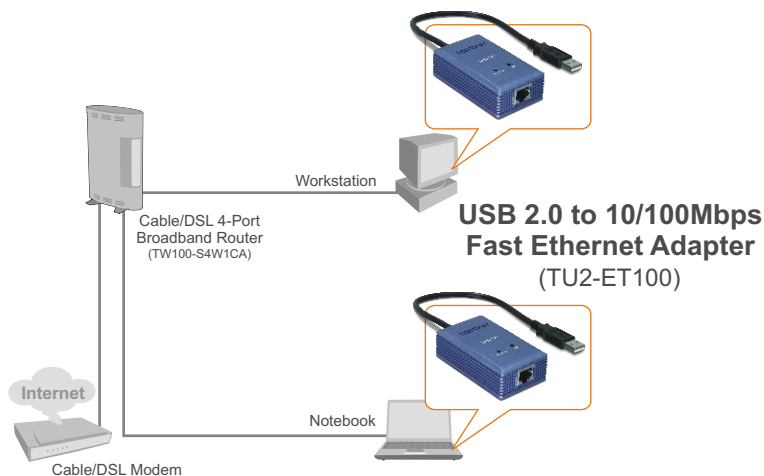 Workstation
Cable/DSL 4-Port
Broadband Router
(TW100-S4W1CA)
USB 2.0 to 10/100Mbps
Fast Ethernet Adapter
(TU2-ET100)
Internet
Notebook
Cable/DSL Modem